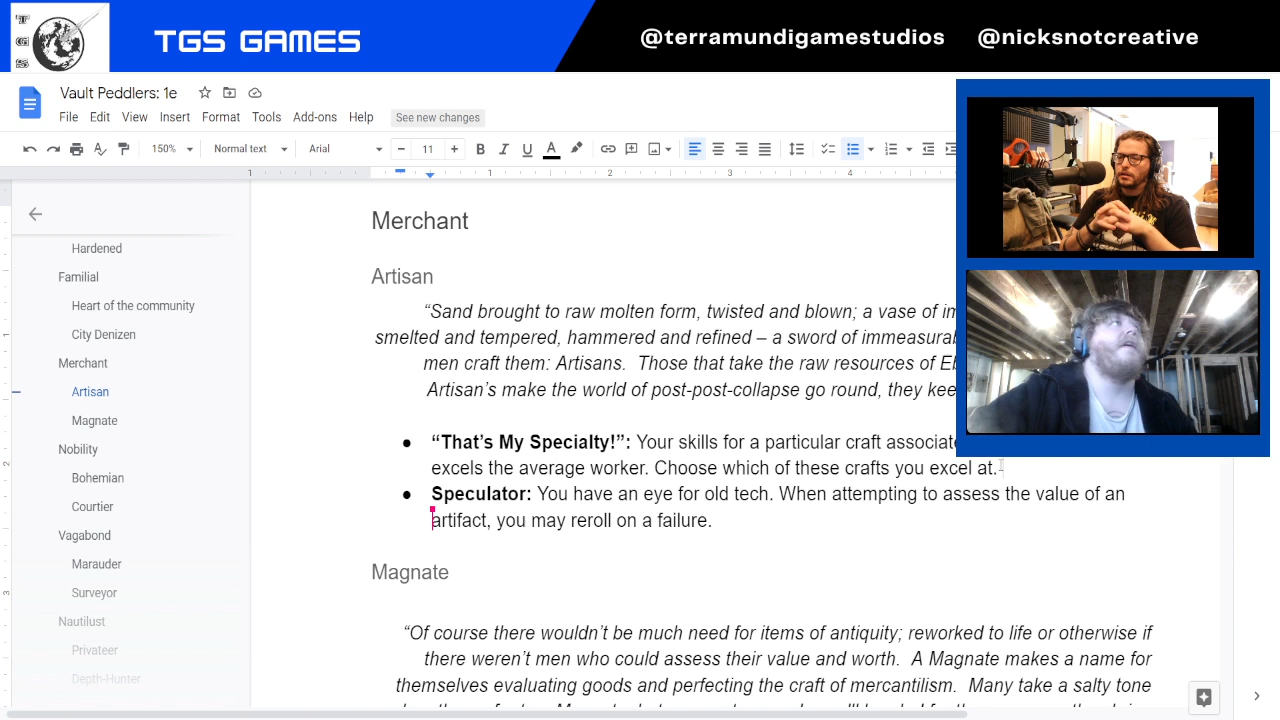 T
G
S
TGS GAMES
@terramundigamestudios @nicksnotcreative
Vault Peddlers: 1e
File Edit View Insert Format Tools Add-ons Help See new changes
150% Normal text Arial 11
1 1 2 3 4
Hardened
Familial
Heart of the community
City Denizen
Merchant
Artisan
Magnate
Nobility
Bohemian
Courtier
Vagabond
Marauder
Surveyor
Nautilust
Privateer
Depth-Hunter
1
2
3
Merchant
Artisan
“Sand brought to raw molten form, twisted and blown; a vase of
smelted and tempered, hammered and refined – a sword of
men craft them: Artisans. Those that take the raw resources of
Artisan’s make the world of post-post-collapse go round, they
● “That’s My Specialty!”: Your skills for a particular craft
excels the average worker. Choose which of these crafts you excel at.
● Speculator: You have an eye for old tech. When attempting to assess the value of an
artifact, you may reroll on a failure.
Magnate
“Of course there wouldn’t be much need for items of antiquity; reworked to life or otherwise if
there weren’t men who could assess their value and worth. A Magnate makes a name for
themselves evaluating goods and perfecting the craft of mercantilism. Many take a salty tone